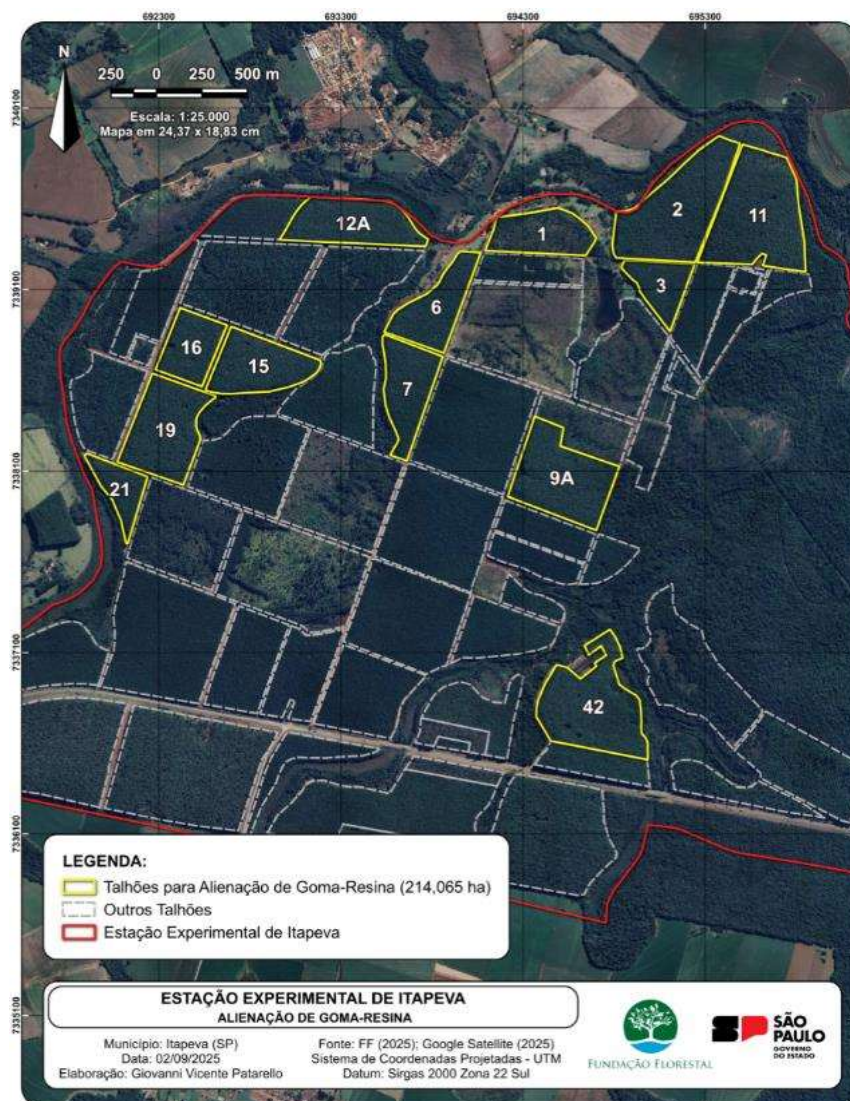 692300 693300 694300 695300
N
250 0 250 500 m
Escala: 1:25.000
Mapa em 24,37 x 18,83 cm
7340100
2
11
12A
1
7339100
3
6
16
15
7
19
9A
7338100
21
7337100
42
7336100
LEGENDA:
Talhões para Alienação de Goma-Resina (214,065 ha)
Outros Talhões
Estação Experimental de Itapeva
7335100
ESTAÇÃO EXPERIMENTAL DE ITAPEVA
ALIENAÇÃO DE GOMA-RESINA
Município: Itapeva (SP)
Data: 02/09/2025
Elaboração: Giovanni Vicente Patarello
Fonte: FF (2025); Google Satellite (2025)
Sistema de Coordenadas Projetadas - UTM
Datum: Sirgas 2000 Zona 22 Sul
FUNDAÇÃO FLORESTAL
SP
SÃO
PAULO
GOVERNO
DO ESTADO